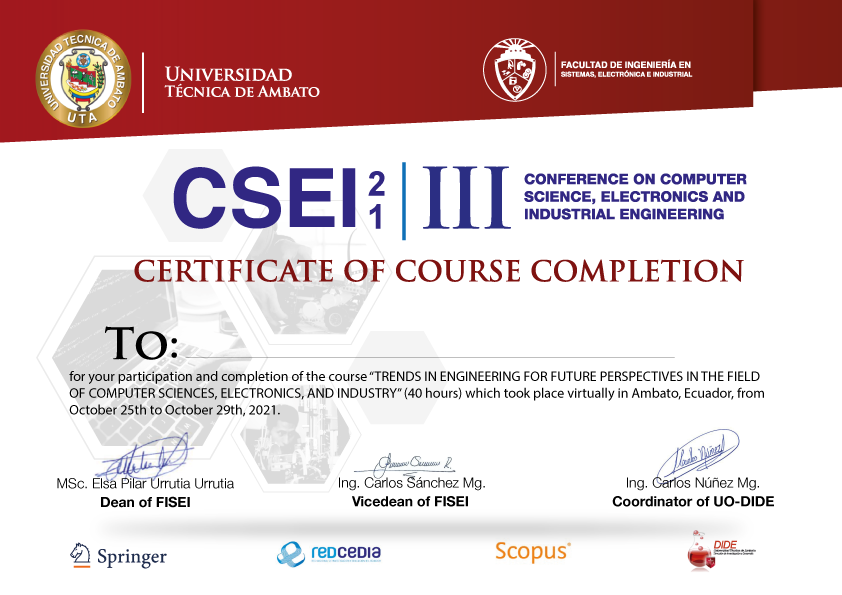 UNIVERSIDAD TÉCNICA DE AMBATO
UTA
UNIVERSIDAD
TÉCNICA DE AMBATO
FACULTAD DE INGENIERÍA EN
SISTEMAS, ELECTRÓNICA E INDUSTRIAL
CSEI 21 III
CONFERENCE ON COMPUTER
SCIENCE, ELECTRONICS AND
INDUSTRIAL ENGINEERING
CERTIFICATE OF COURSE COMPLETION
TO:
for your participation and completion of the course “TRENDS IN ENGINEERING FOR FUTURE PERSPECTIVES IN THE FIELD
OF COMPUTER SCIENCES, ELECTRONICS, AND INDUSTRY” (40 hours) which took place virtually in Ambato, Ecuador, from
October 25th to October 29th, 2021.
MSc. Elsa Pilar Urrutia Urrutia
Dean of FISEI
Ing. Carlos Sánchez Mg.
Vicedean of FISEI
Ing. Carlos Núñez Mg.
Coordinator of UO-DIDE
Springer
redCEDIA
Scopus®
DIDE